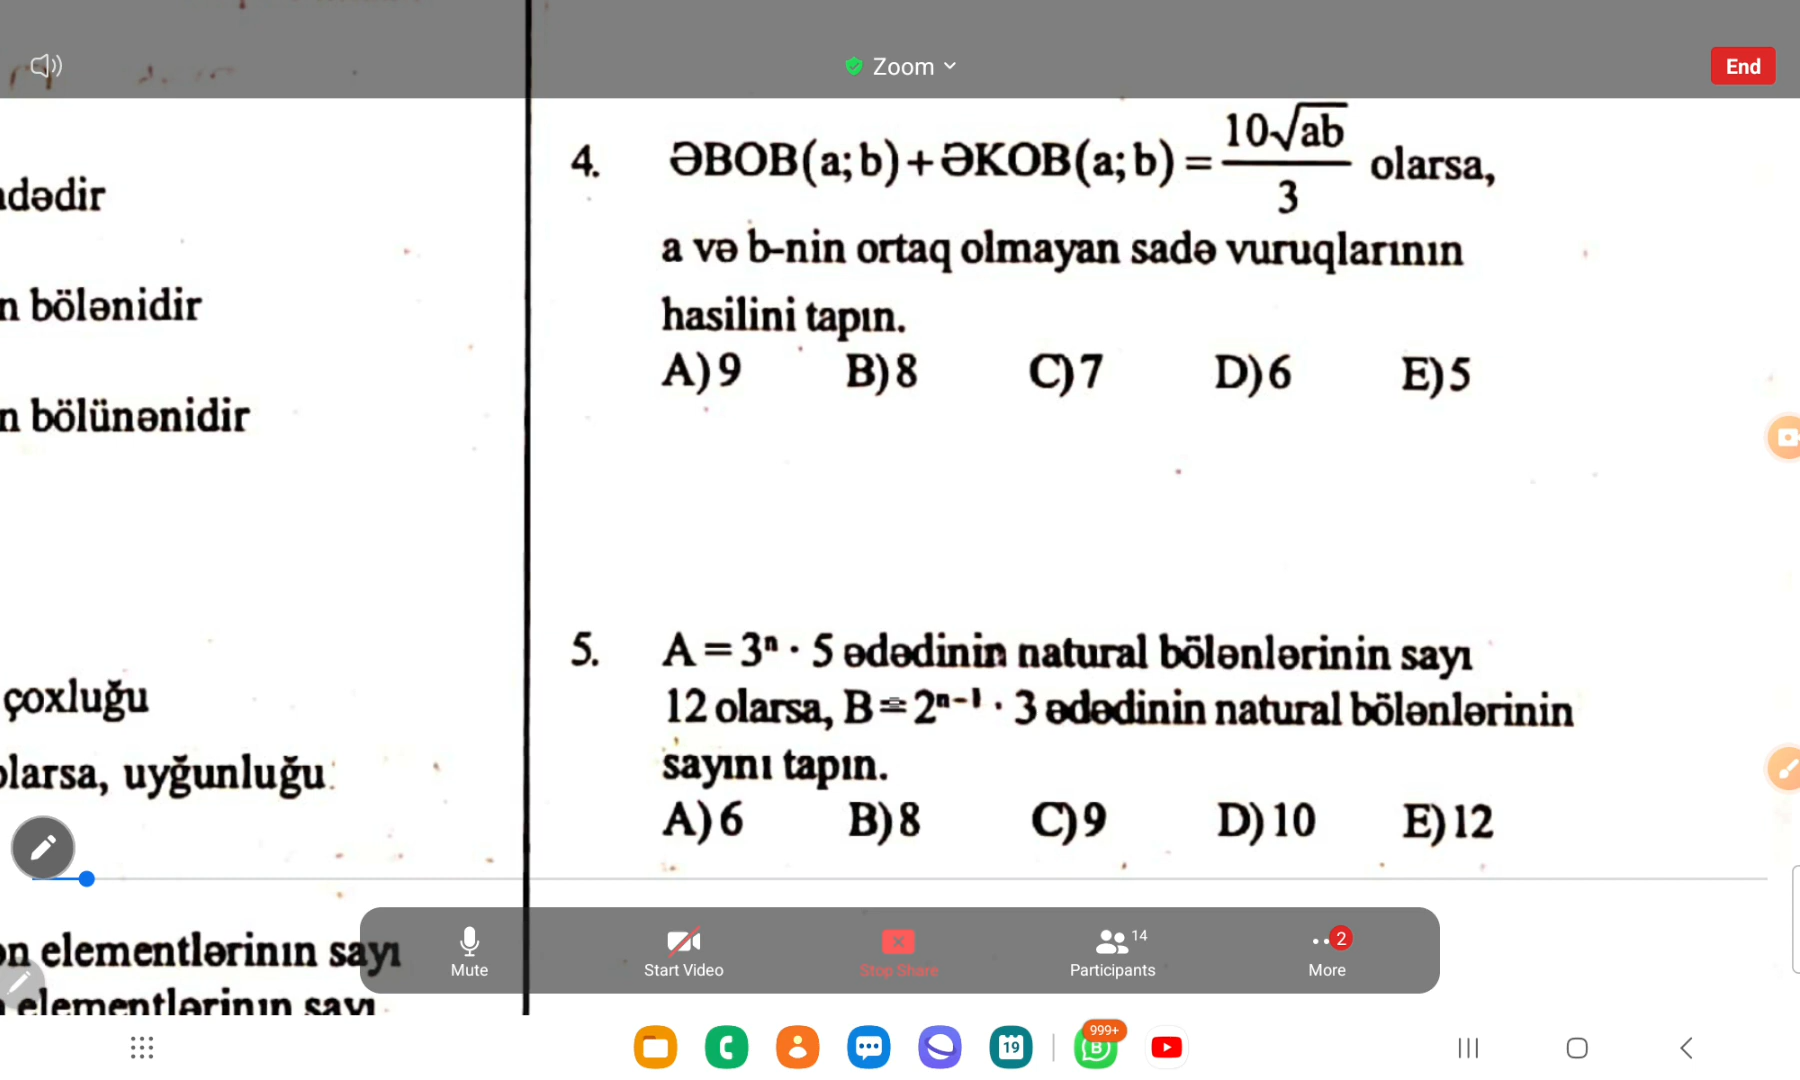 Zoom
End
ədədir
n bölənidir
n bölünənidir
çoxluğu
olarsa, uyğunluğu:
on elementlərinin sayı
elementlərinin sayı
4. ƏBOB(a;b)+ƏKOB(a;b)=10√ab/3 olarsa,
a və b-nin ortaq olmayan sadə vuruqlarının
hasilini tapın.
A)9 B)8 C)7 D)6 E)5
5. A=3ⁿ·5 ədədinin natural bölənlərinin sayı
12 olarsa, B=2ⁿ⁻¹·3 ədədinin natural bölənlərinin
sayını tapın.
A)6 B)8 C)9 D)10 E)12
Mute
Start Video
Stop Share
14
Participants
2
More
19
999+
B